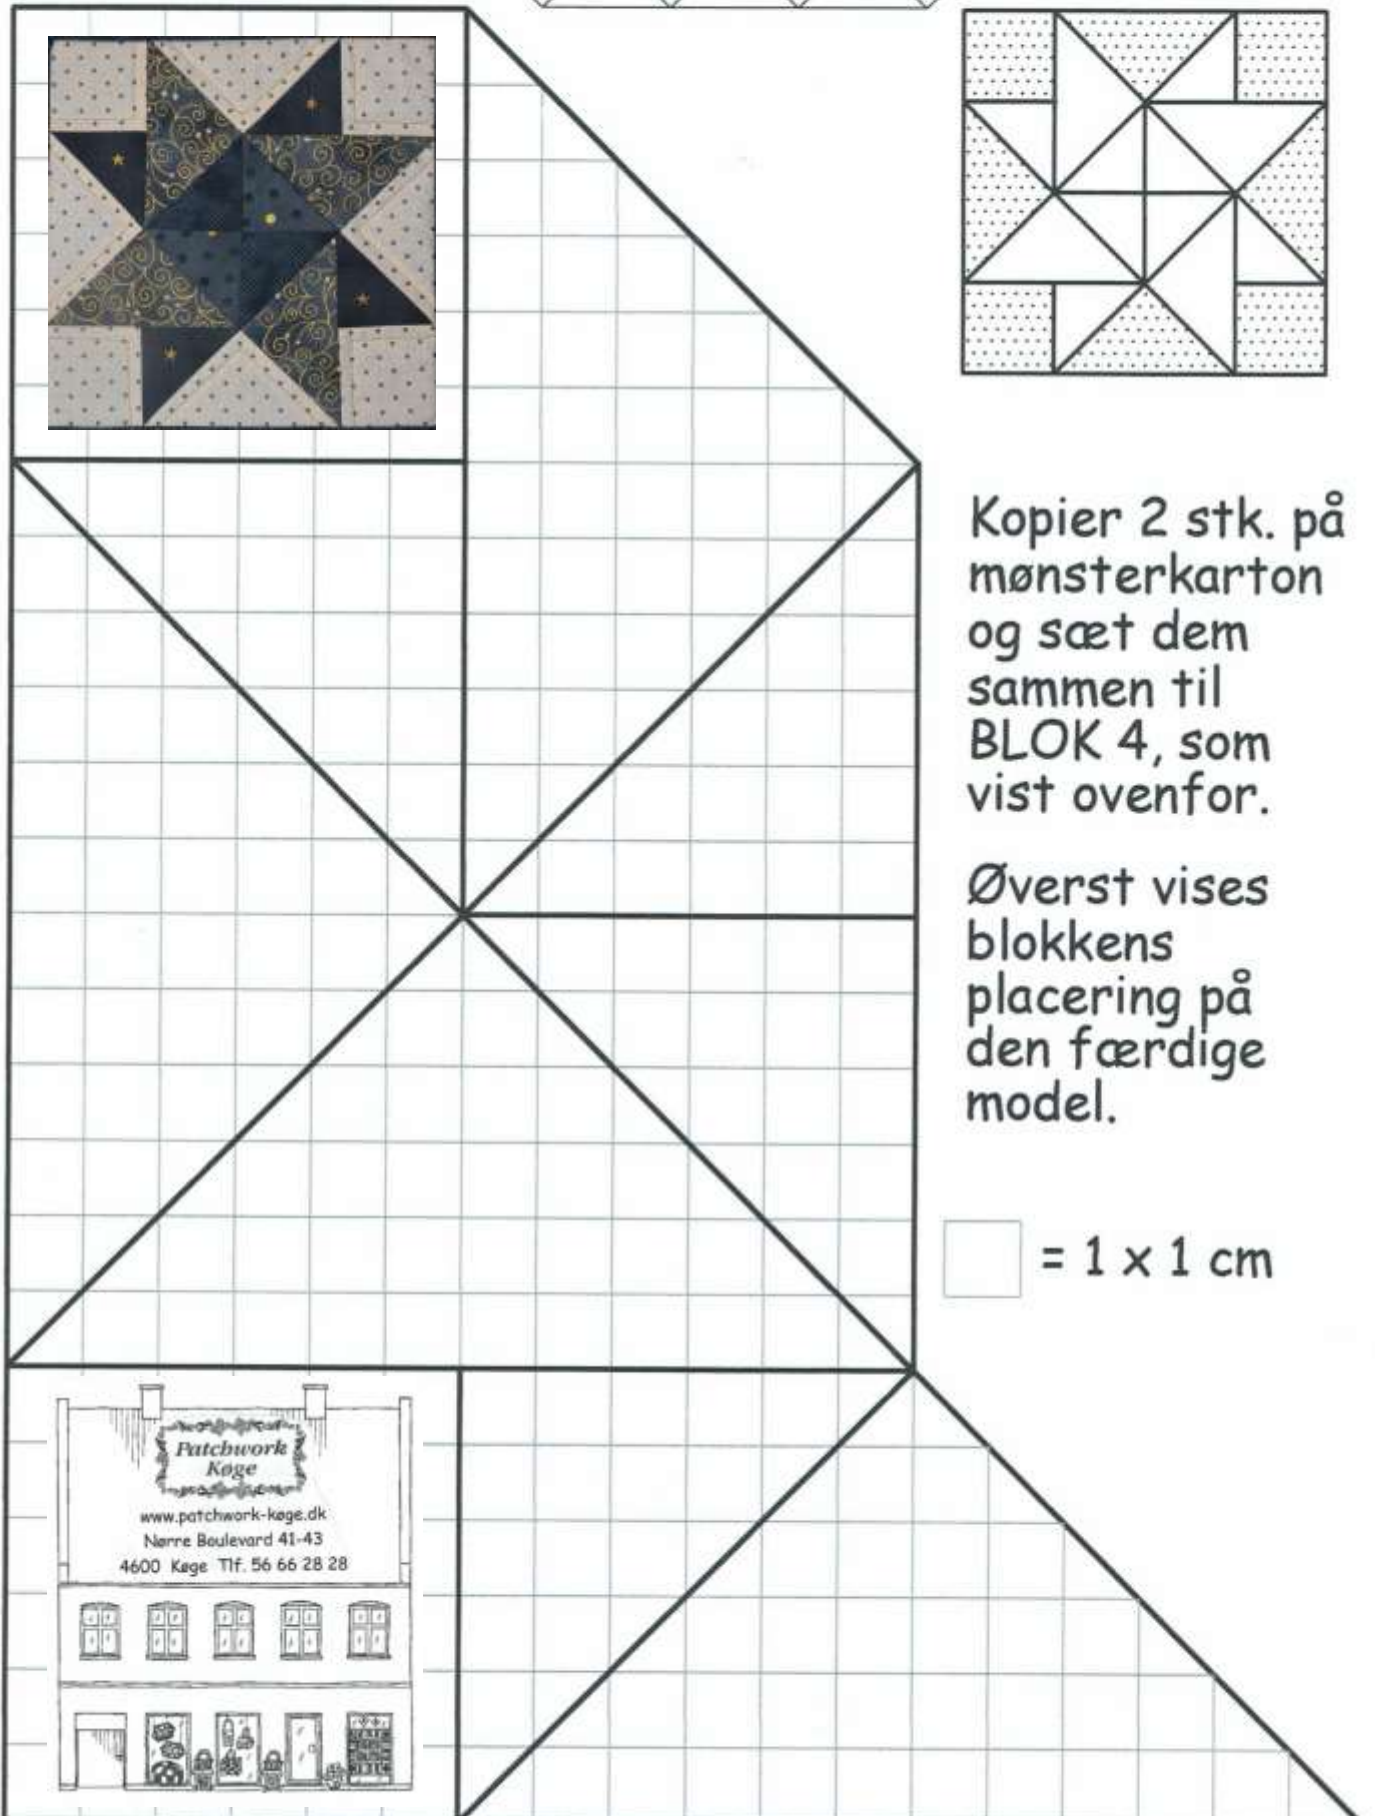 Kopier 2 stk. på
mønsterkarton
og sæt dem
sammen til
BLOK 4, som
vist ovenfor.
Øverst vises
blokkens
placering på
den færdige
model.
= 1 x 1 cm
Patchwork
Køge
www.patchwork-køge.dk
Nørre Boulevard 41-43
4600 Køge Tlf. 56 66 28 28